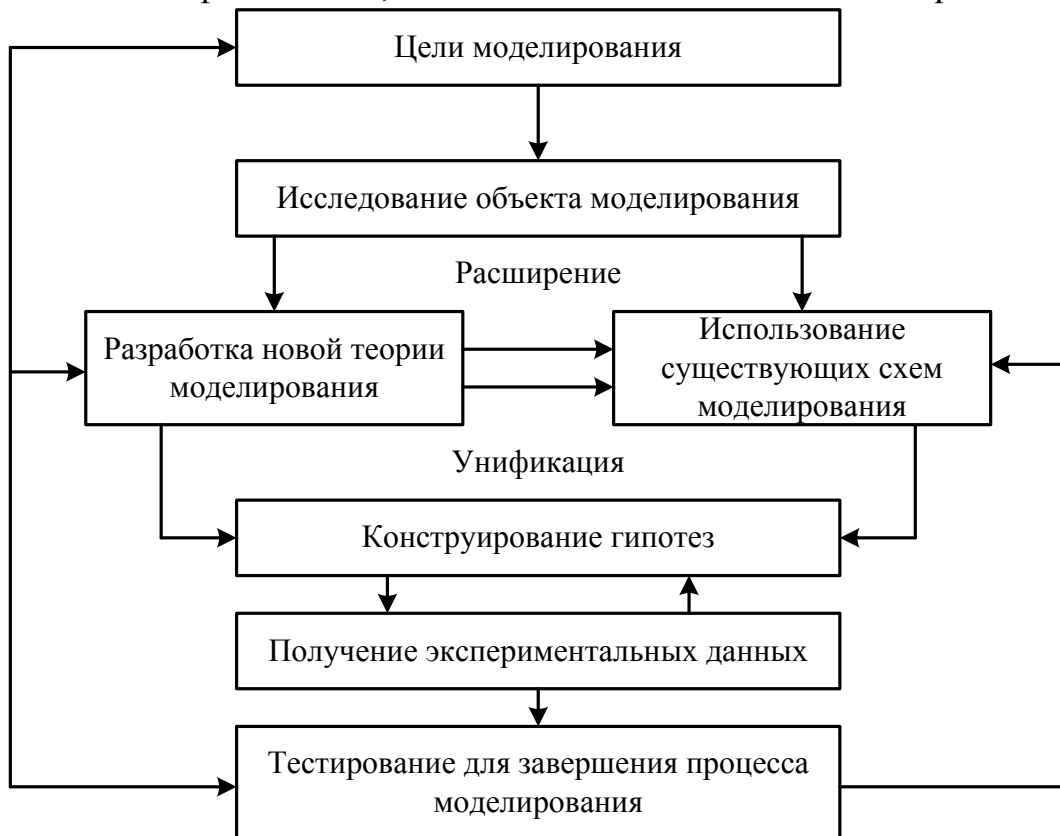 Цели моделирования
Исследование объекта моделирования
Расширение
Разработка новой теории
моделирования
Использование
существующих схем
моделирования
Унификация
Конструирование гипотез
Получение экспериментальных данных
Тестирование для завершения процесса
моделирования